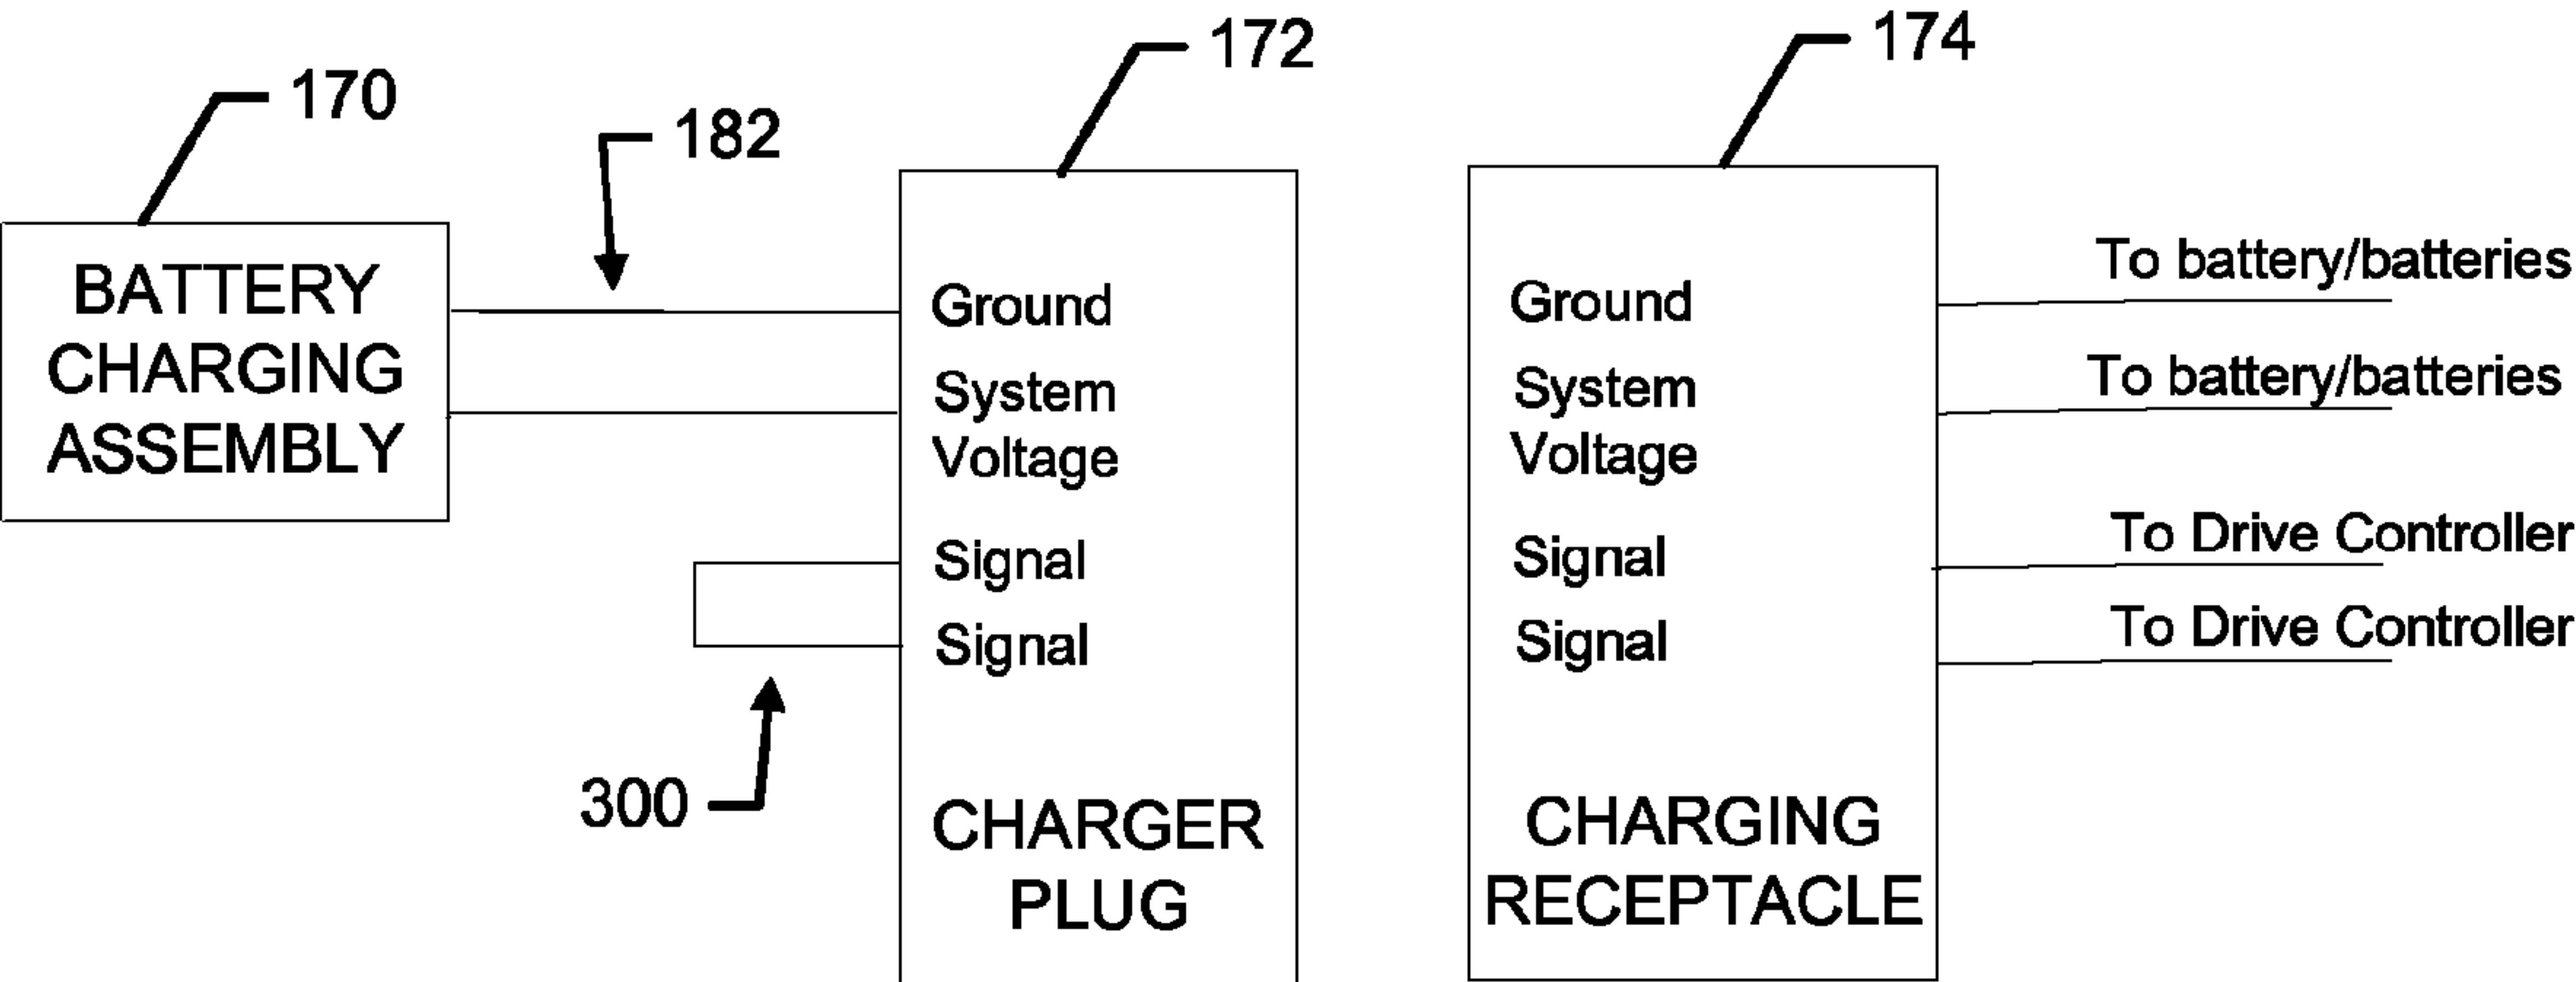 170
182
172
174
BATTERY
CHARGING
ASSEMBLY
Ground
System
Voltage
Signal
Signal
CHARGER
PLUG
300
Ground
System
Voltage
Signal
Signal
CHARGING
RECEPTACLE
To battery/batteries
To battery/batteries
To Drive Controller
To Drive Controller